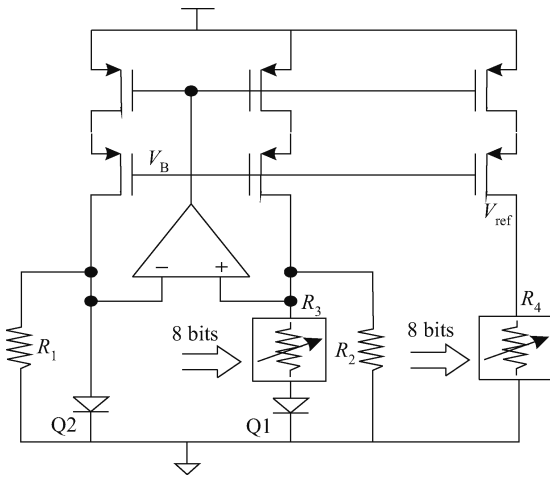 V_B
V_ref
− +
R_3
R_4
8 bits
8 bits
R_1
R_2
Q2
Q1